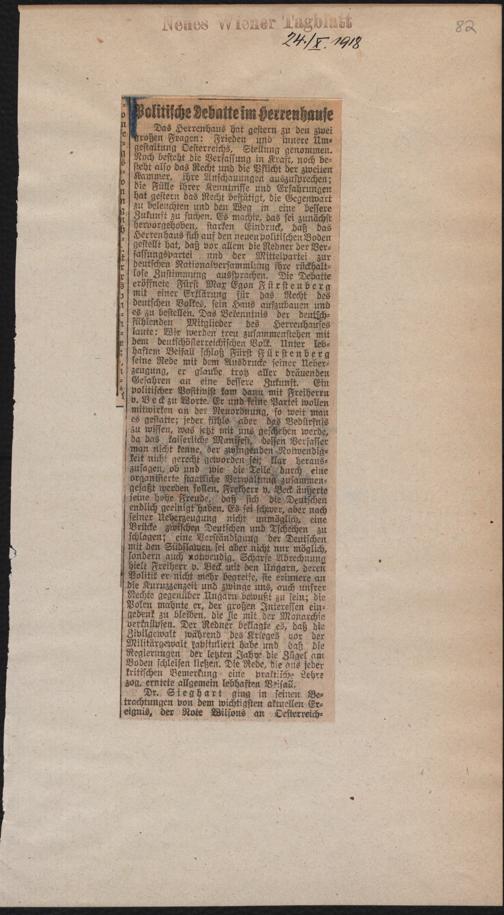 Neues Wiener Tagblatt
82
24./X. 1918
Politische Debatte im Herrenhause
Das Herrenhaus hat gestern zu den zwei
großen Fragen: Frieden und innere Um-
gestaltung Oesterreichs, Stellung genommen.
Noch besteht die Verfassung in Kraft, noch be-
steht also das Recht und die Pflicht der zweiten
Kammer, ihre Anschauungen auszusprechen;
die Fülle ihrer Kenntnisse und Erfahrungen
hat gestern das Recht bestätigt, die Gegenwart
zu beleuchten und den Weg in eine bessere
Zukunft zu suchen. Es machte, das sei zunächst
hervorgehoben, starken Eindruck, daß das
Herrenhaus sich auf den neuen politischen Boden
gestellt hat, daß vor allem die Redner der Ver-
fassungspartei und der Mittelpartei zur
deutschen Nationalversammlung ihre rückhalt-
lose Zustimmung aussprachen. Die Debatte
eröffnete Fürst Max Egon Fürstenberg
mit einer Erklärung für das Recht des
deutschen Volkes, sein Haus aufzubauen und
es zu bestellen. Das Bekenntnis der deutsch-
fühlenden Mitglieder des Herrenhauses
laute: Wir werden treu zusammenstehen mit
dem deutschösterreichischen Volk. Unter leb-
haftem Beifall schloß Fürst Fürstenberg
seine Rede mit dem Ausdrucke seiner Ueber-
zeugung, er glaube trotz aller dräuenden
Gefahren an eine bessere Zukunft. Ein
politischer Positivist kam dann mit Freiherrn
v. Beck zu Worte. Er und seine Partei wollen
mitwirken an der Neuordnung, so weit man
es gestatte; jeder fühle aber das Bedürfnis
zu wissen, was jetzt mit uns geschehen werde,
da das kaiserliche Manifest, dessen Verfasser
man nicht kenne, der zwingenden Notwendig-
keit nicht gerecht geworden sei, klar heraus-
zusagen, ob und wie die Teile durch eine
organisierte staatliche Verwaltung zusammen-
gefaßt werden sollen. Freiherr v. Beck äußerte
seine hohe Freude, daß sich die Deutschen
endlich geeinigt haben. Es sei schwer, aber nach
seiner Ueberzeugung nicht unmöglich, eine
Brücke zwischen Deutschen und Tschechen zu
schlagen; eine Verständigung der Deutschen
mit den Südslawen sei aber nicht nur möglich,
sondern auch notwendig. Scharfe Abrechnung
hielt Freiherr v. Beck mit den Ungarn, deren
Politik er nicht mehr begreife, sie erinnere an
die Kuruzzenzeit und zwinge uns, auch unsrer
Rechte gegenüber Ungarn bewußt zu sein; die
Polen mahnte er, der großen Interessen ein-
gedenk zu bleiben, die sie mit der Monarchie
verknüpfen. Der Redner beklagte es, daß die
Zivilgewalt während des Krieges vor der
Militärgewalt kapituliert habe und daß die
Regierungen der letzten Jahre die Zügel am
Boden schleifen ließen. Die Rede, die aus jeder
kritischen Bemerkung eine praktische Lehre
zog, erntete allgemein lebhaften Beifall.
Dr. Sieghart ging in seinen Be-
trachtungen von dem wichtigsten aktuellen Er-
eignis, der Note Wilsons an Oesterreich-